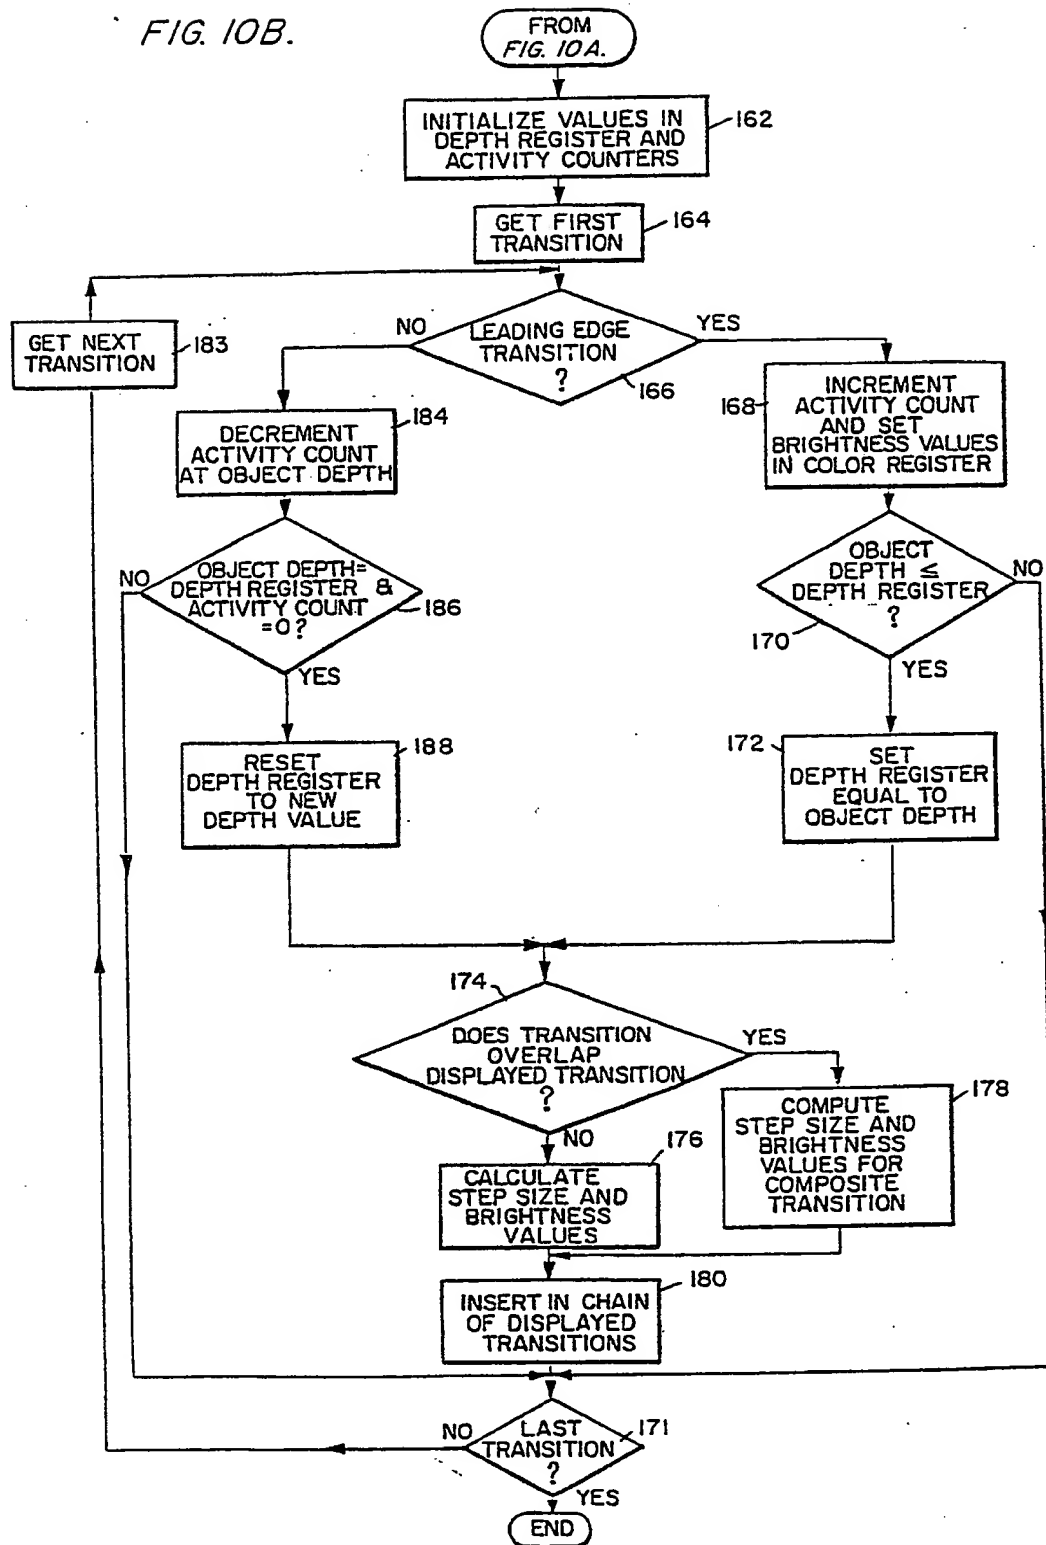 FIG. 10B.
FROM
FIG. 10A.
INITIALIZE VALUES IN
DEPTH REGISTER AND
ACTIVITY COUNTERS
162
GET FIRST
TRANSITION
164
GET NEXT
TRANSITION
183
NO
LEADING EDGE
TRANSITION
?
166
YES
184
DECREMENT
ACTIVITY COUNT
AT OBJECT DEPTH
168
INCREMENT
ACTIVITY COUNT
AND SET
BRIGHTNESS VALUES
IN COLOR REGISTER
NO
OBJECT DEPTH=
DEPTH REGISTER &
ACTIVITY COUNT
=0?
186
YES
OBJECT
DEPTH ≤
DEPTH REGISTER
?
170
NO
YES
188
RESET
DEPTH REGISTER
TO NEW
DEPTH VALUE
172
SET
DEPTH REGISTER
EQUAL TO
OBJECT DEPTH
174
DOES TRANSITION
OVERLAP
DISPLAYED TRANSITION
?
YES
NO
176
CALCULATE
STEP SIZE AND
BRIGHTNESS
VALUES
178
COMPUTE
STEP SIZE AND
BRIGHTNESS
VALUES FOR
COMPOSITE
TRANSITION
180
INSERT IN CHAIN
OF DISPLAYED
TRANSITIONS
NO
LAST
TRANSITION
?
171
YES
END